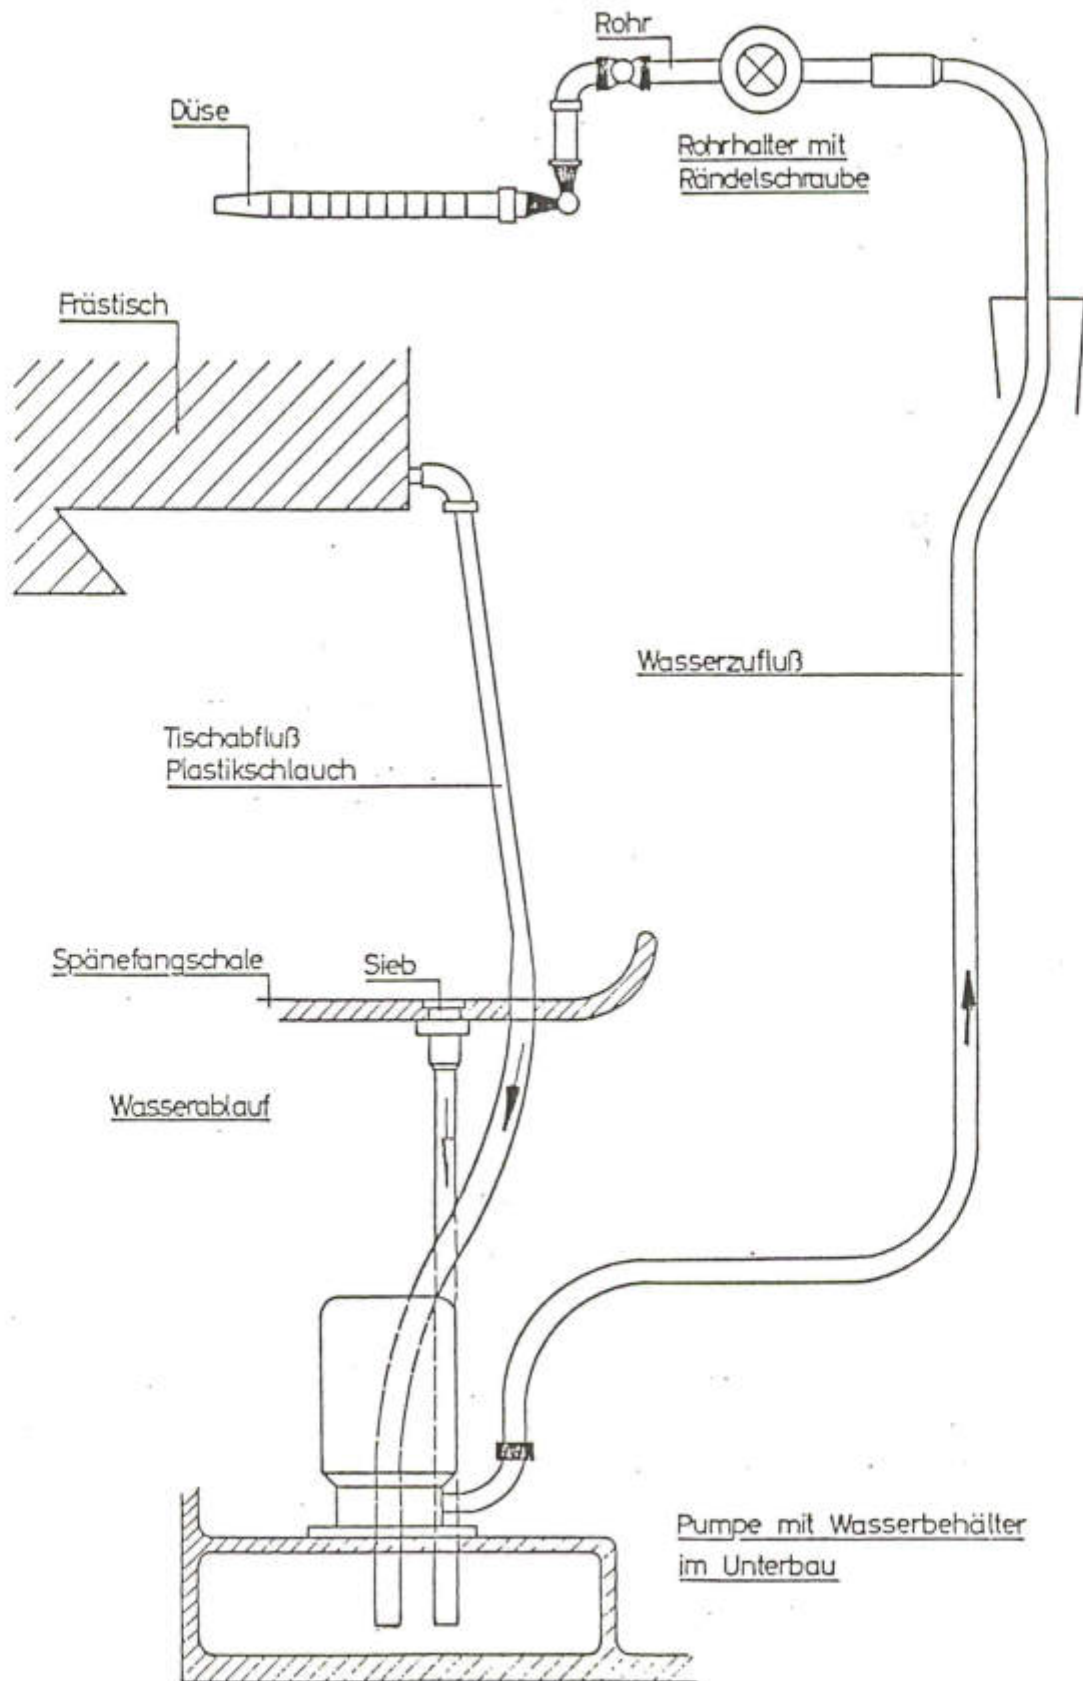 Rohr
Düse
Rohrhalter mit
Rändelschraube
Frästisch
Wasserzufluß
Tischabfluß
Plastikschlauch
Spänefangschale
Sieb
Wasserablauf
Pumpe mit Wasserbehälter
im Unterbau